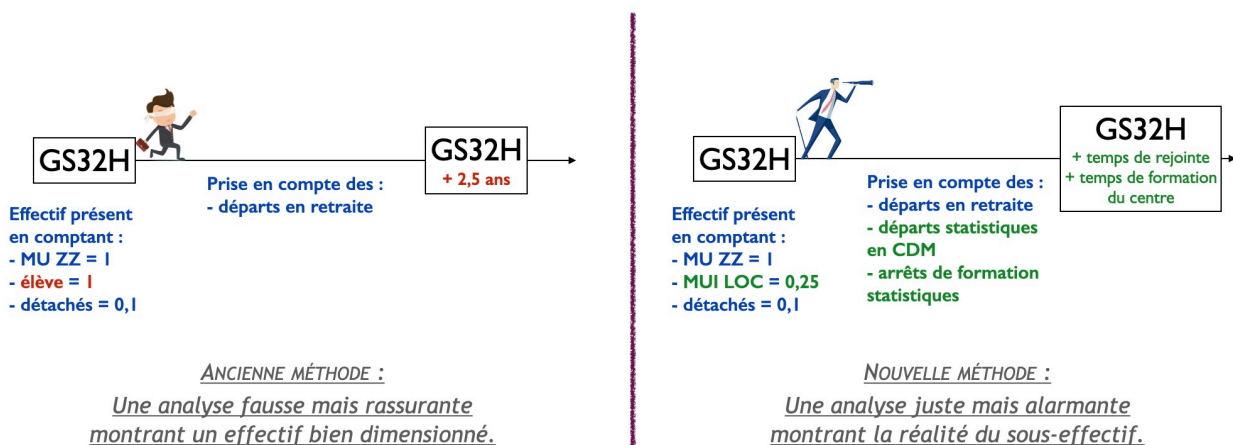 GS32H
GS32H
+ 2,5 ans
Prise en compte des :
- départs en retraite
Effectif présent
en comptant :
- MU ZZ = 1
- élève = 1
- détachés = 0,1
ANCIENNE MÉTHODE :
Une analyse fausse mais rassurante
montrant un effectif bien dimensionné.
GS32H
GS32H
+ temps de rejointe
+ temps de formation
du centre
Prise en compte des :
- départs en retraite
- départs statistiques
en CDM
- arrêts de formation
statistiques
Effectif présent
en comptant :
- MU ZZ = 1
- MUI LOC = 0,25
- détachés = 0,1
NOUVELLE MÉTHODE :
Une analyse juste mais alarmante
montrant la réalité du sous-effectif.